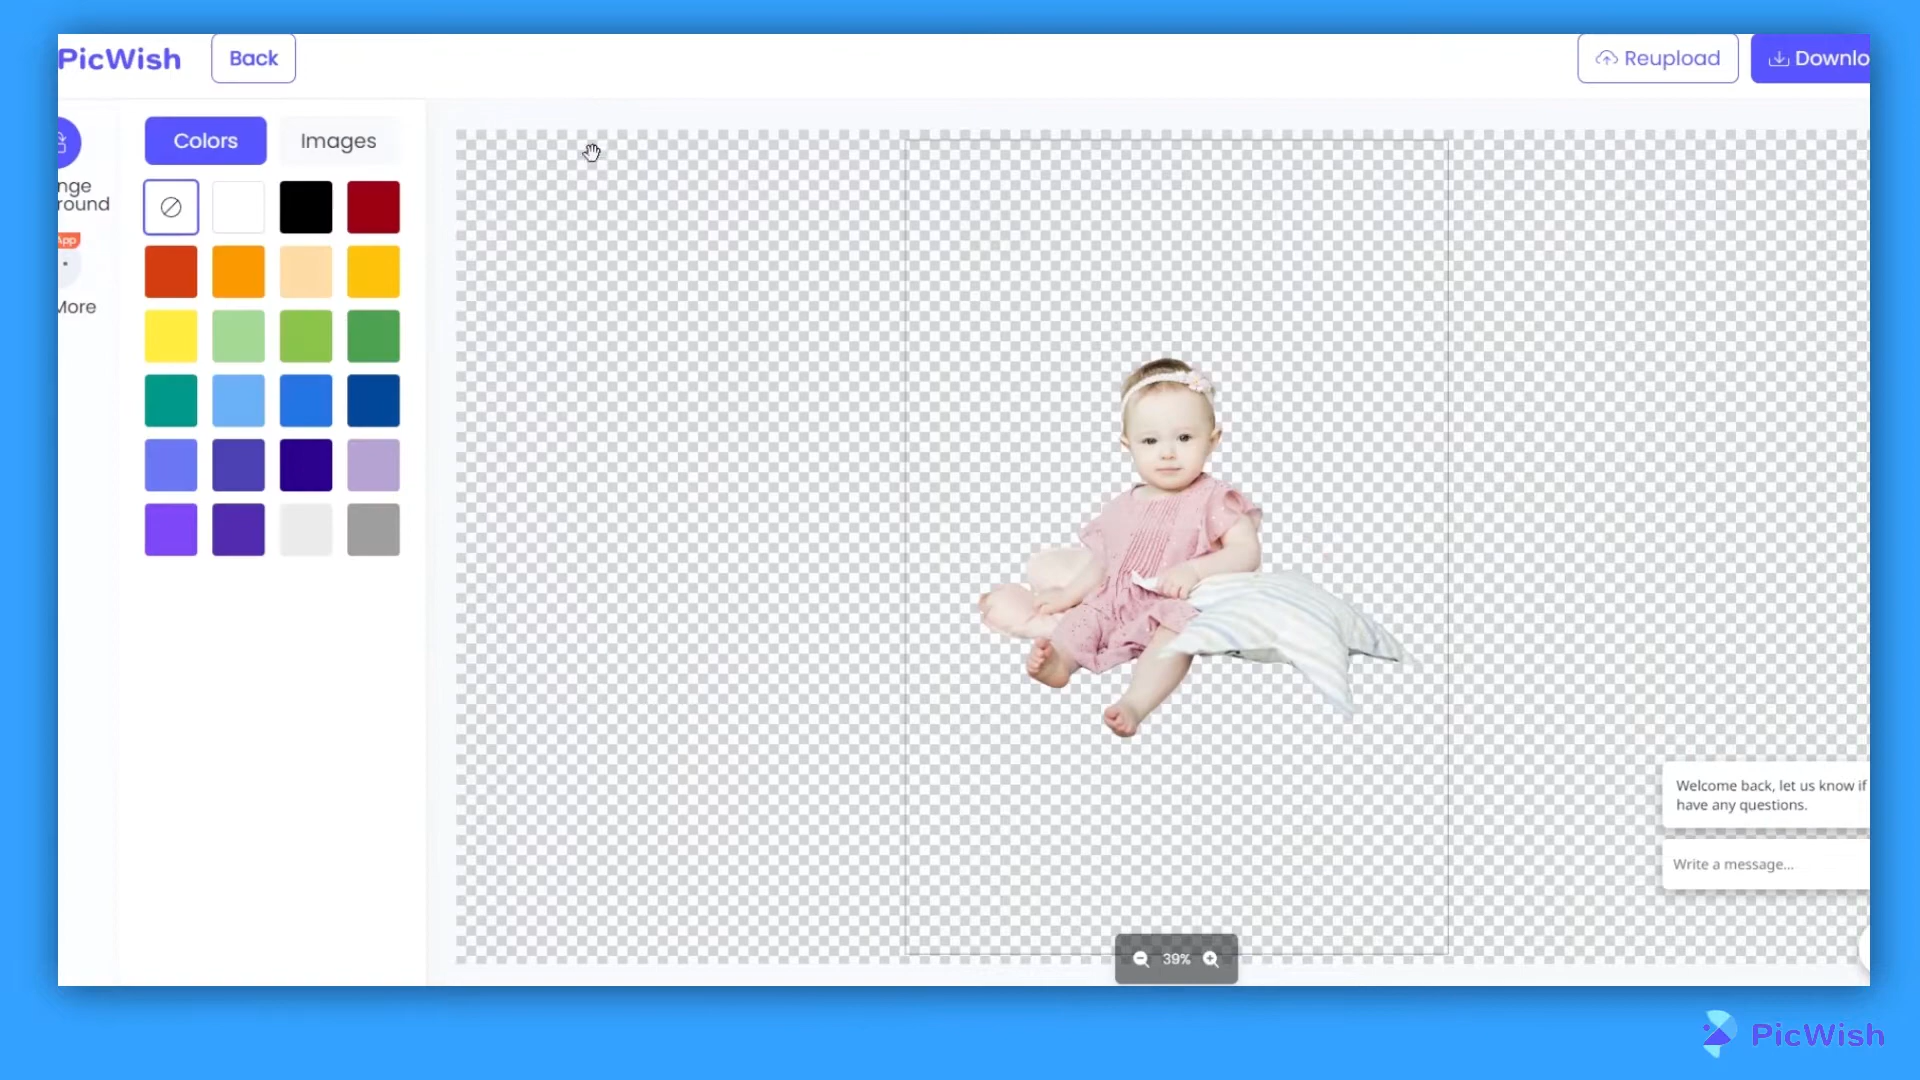 PicWish
Back
Reupload
Downlo
Colors
Images
nge
round
App
More
Welcome back, let us know if
have any questions.
Write a message...
39%
PicWish